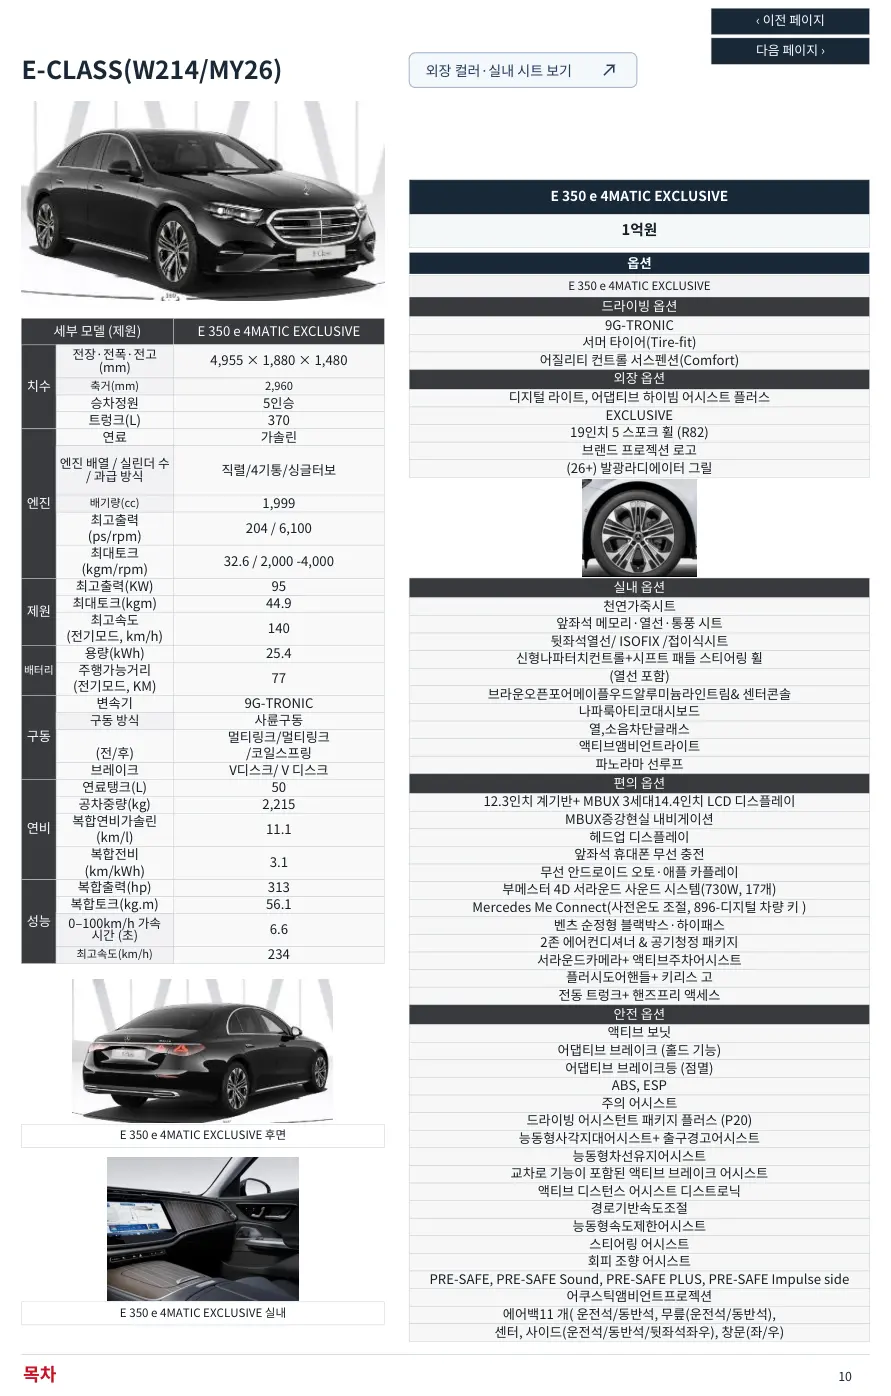 ‹ 이전 페이지
다음 페이지 ›
E-CLASS(W214/MY26)
외장 컬러·실내 시트 보기
세부 모델 (제원) E 350 e 4MATIC EXCLUSIVE
치수
전장·전폭·전고
(mm) 4,955 × 1,880 × 1,480
축거(mm) 2,960
승차정원 5인승
트렁크(L) 370
엔진
연료 가솔린
엔진 배열 / 실린더 수
/ 과급 방식 직렬/4기통/싱글터보
배기량(cc) 1,999
최고출력
(ps/rpm) 204 / 6,100
최대토크
(kgm/rpm) 32.6 / 2,000 -4,000
제원
최고출력(KW) 95
최대토크(kgm) 44.9
최고속도
(전기모드, km/h) 140
배터리
용량(kWh) 25.4
주행가능거리
(전기모드, KM) 77
구동
변속기 9G-TRONIC
구동 방식 사륜구동
(전/후) 멀티링크/멀티링크
/코일스프링
브레이크 V디스크/ V 디스크
연비
연료탱크(L) 50
공차중량(kg) 2,215
복합연비가솔린
(km/l) 11.1
복합전비
(km/kWh) 3.1
성능
복합출력(hp) 313
복합토크(kg.m) 56.1
0–100km/h 가속
시간 (초) 6.6
최고속도(km/h) 234
E 350 e 4MATIC EXCLUSIVE 후면
E 350 e 4MATIC EXCLUSIVE 실내
E 350 e 4MATIC EXCLUSIVE
1억원
옵션
E 350 e 4MATIC EXCLUSIVE
드라이빙 옵션
9G-TRONIC
서머 타이어(Tire-fit)
어질리티 컨트롤 서스펜션(Comfort)
외장 옵션
디지털 라이트, 어댑티브 하이빔 어시스트 플러스
EXCLUSIVE
19인치 5 스포크 휠 (R82)
브랜드 프로젝션 로고
(26+) 발광라디에이터 그릴
실내 옵션
천연가죽시트
앞좌석 메모리·열선·통풍 시트
뒷좌석열선/ ISOFIX /접이식시트
신형나파터치컨트롤+시프트 패들 스티어링 휠
(열선 포함)
브라운오픈포어메이플우드알루미늄라인트림& 센터콘솔
나파룩아티코대시보드
열,소음차단글래스
액티브앰비언트라이트
파노라마 선루프
편의 옵션
12.3인치 계기반+ MBUX 3세대14.4인치 LCD 디스플레이
MBUX증강현실 내비게이션
헤드업 디스플레이
앞좌석 휴대폰 무선 충전
무선 안드로이드 오토·애플 카플레이
부메스터 4D 서라운드 사운드 시스템(730W, 17개)
Mercedes Me Connect(사전온도 조절, 896-디지털 차량 키 )
벤츠 순정형 블랙박스·하이패스
2존 에어컨디셔너 & 공기청정 패키지
서라운드카메라+ 액티브주차어시스트
플러시도어핸들+ 키리스 고
전동 트렁크+ 핸즈프리 액세스
안전 옵션
액티브 보닛
어댑티브 브레이크 (홀드 기능)
어댑티브 브레이크등 (점멸)
ABS, ESP
주의 어시스트
드라이빙 어시스턴트 패키지 플러스 (P20)
능동형사각지대어시스트+ 출구경고어시스트
능동형차선유지어시스트
교차로 기능이 포함된 액티브 브레이크 어시스트
액티브 디스턴스 어시스트 디스트로닉
경로기반속도조절
능동형속도제한어시스트
스티어링 어시스트
회피 조향 어시스트
PRE-SAFE, PRE-SAFE Sound, PRE-SAFE PLUS, PRE-SAFE Impulse side
어쿠스틱앰비언트프로젝션
에어백11 개( 운전석/동반석, 무릎(운전석/동반석),
센터, 사이드(운전석/동반석/뒷좌석좌우), 창문(좌/우)
목차
10